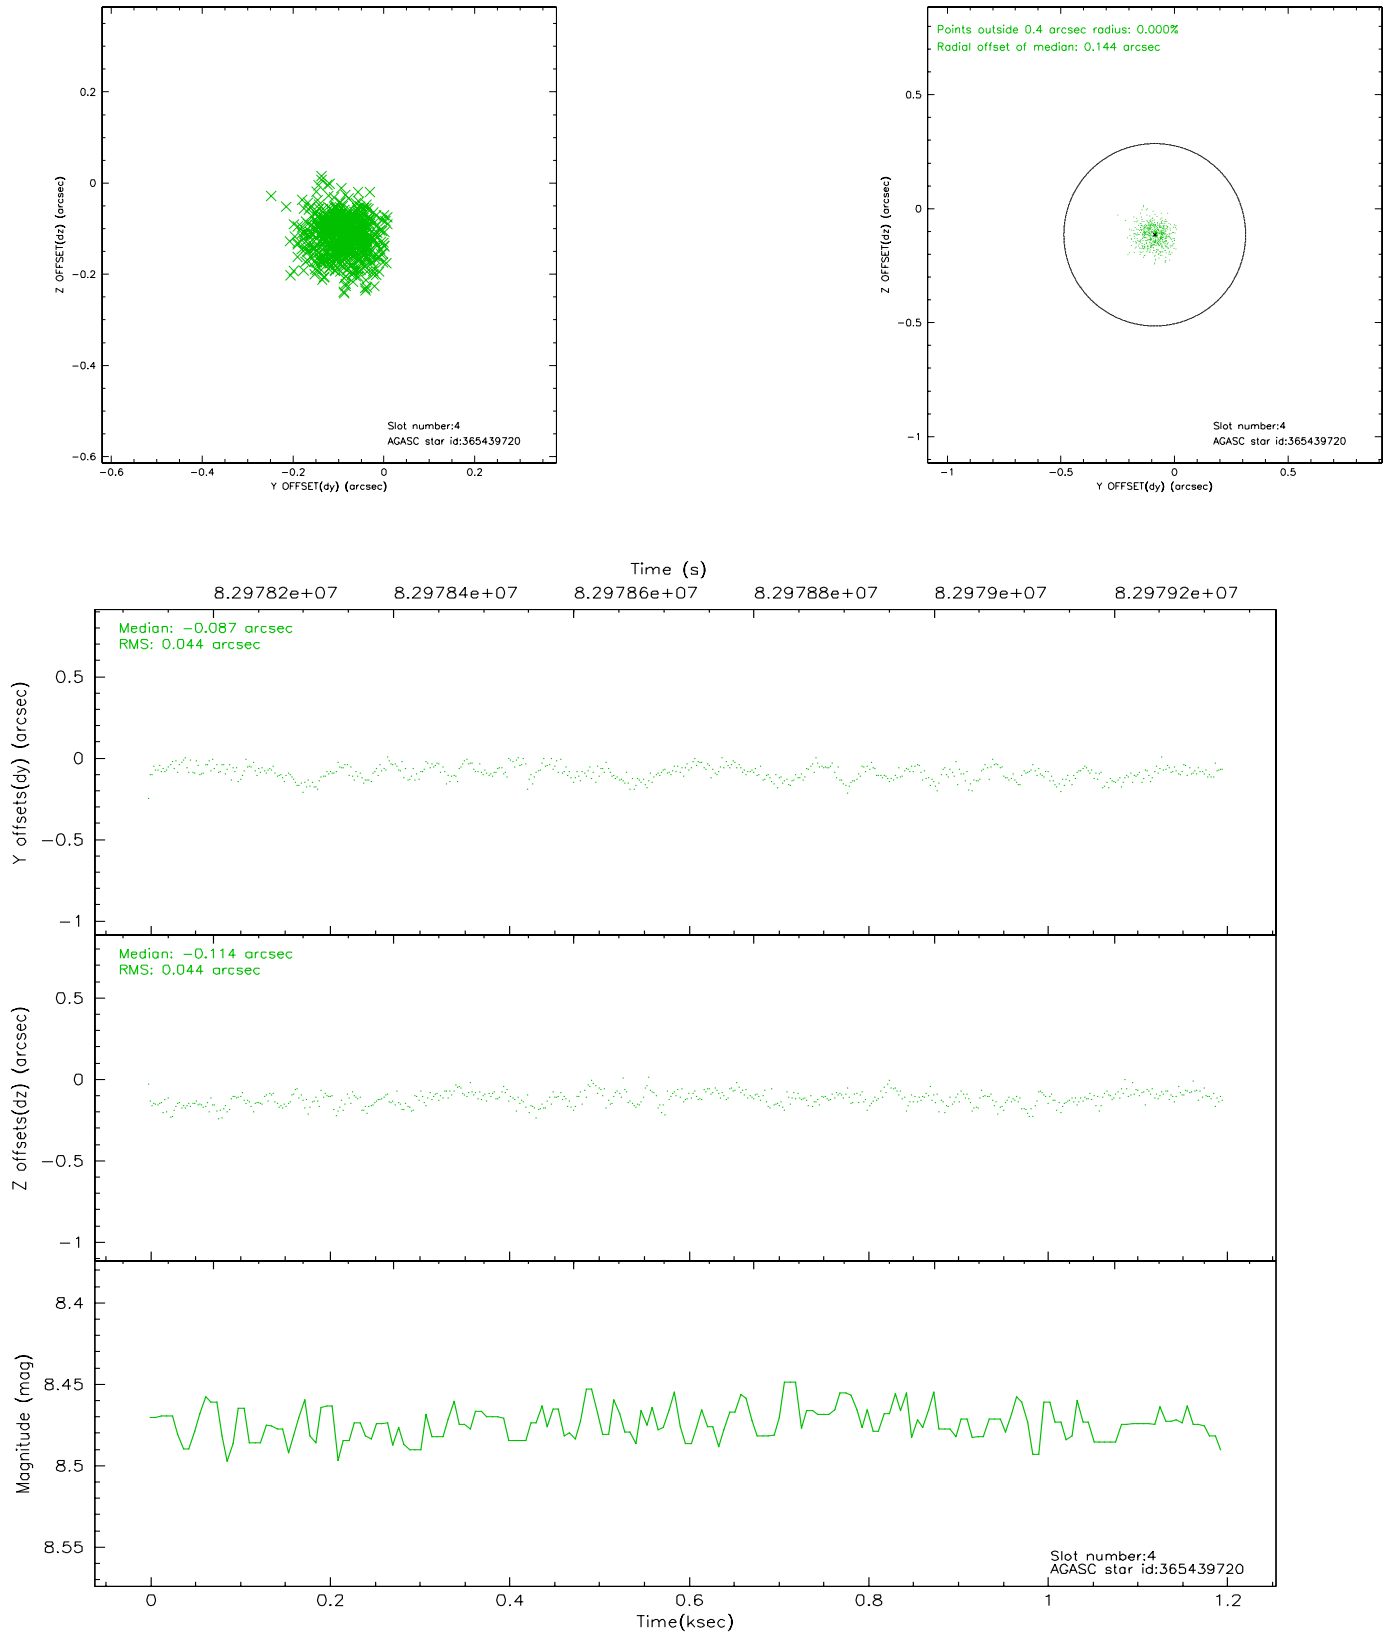 0.2
0
-0.2
-0.4
-0.6
-0.6
-0.4
-0.2
0
0.2
Z OFFSET(dz) (arcsec)
Y OFFSET(dy) (arcsec)
Slot number:4
AGASC star id:365439720
Points outside 0.4 arcsec radius: 0.000%
Radial offset of median: 0.144 arcsec
0.5
0
-0.5
-1
-1
-0.5
0
0.5
Z OFFSET(dz) (arcsec)
Y OFFSET(dy) (arcsec)
Slot number:4
AGASC star id:365439720
Time (s)
8.29782e+07
8.29784e+07
8.29786e+07
8.29788e+07
8.2979e+07
8.29792e+07
Median: -0.087 arcsec
RMS: 0.044 arcsec
0.5
0
-0.5
-1
Y offsets(dy) (arcsec)
Median: -0.114 arcsec
RMS: 0.044 arcsec
0.5
0
-0.5
-1
Z offsets(dz) (arcsec)
8.4
8.45
8.5
8.55
Magnitude (mag)
Slot number:4
AGASC star id:365439720
0
0.2
0.4
0.6
0.8
1
1.2
Time(ksec)